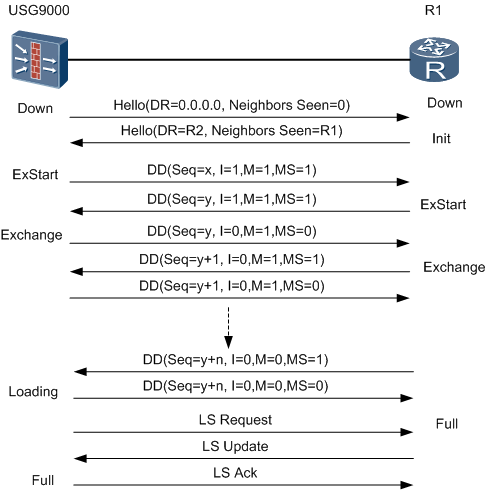 USG9000 R1
R
Down Hello(DR=0.0.0.0, Neighbors Seen=0) Down
Hello(DR=R2, Neighbors Seen=R1) Init
ExStart DD(Seq=x, I=1,M=1,MS=1)
DD(Seq=y, I=1,M=1,MS=1) ExStart
Exchange DD(Seq=y, I=0,M=1,MS=0)
DD(Seq=y+1, I=0,M=1,MS=1) Exchange
DD(Seq=y+1, I=0,M=1,MS=0)
DD(Seq=y+n, I=0,M=0,MS=1)
Loading DD(Seq=y+n, I=0,M=0,MS=0)
LS Request Full
LS Update
Full LS Ack